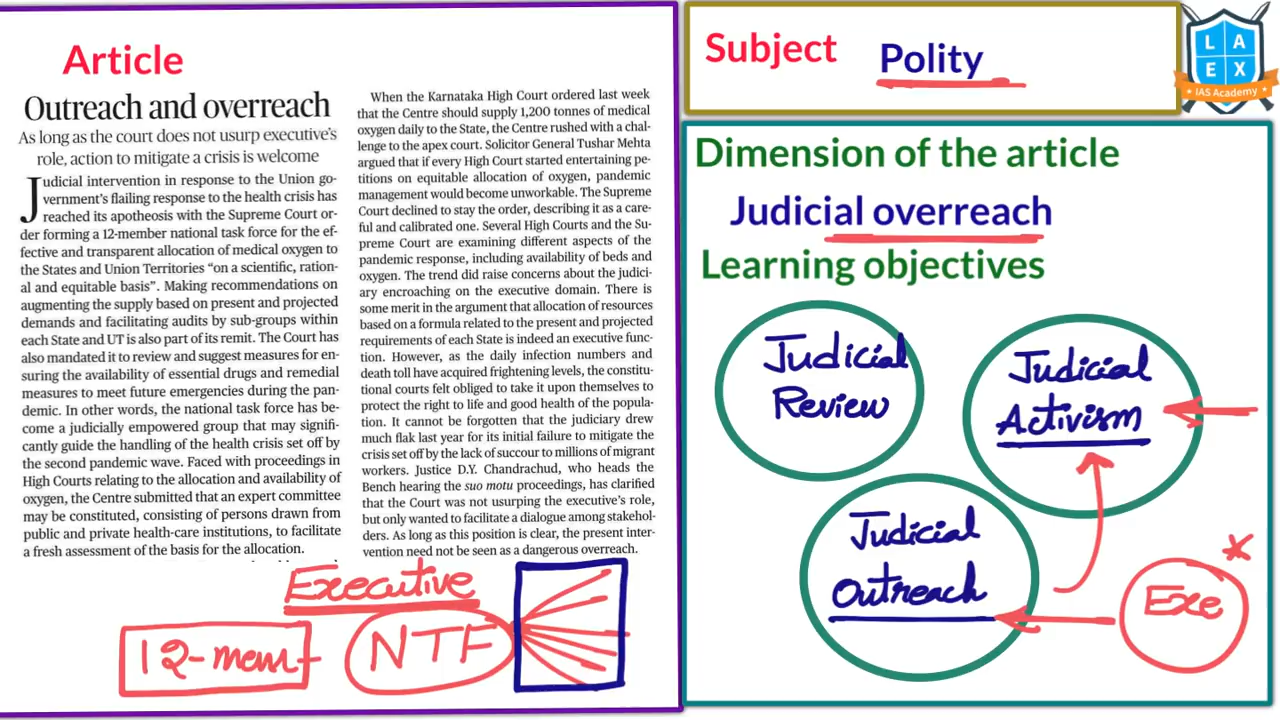 Article
Outreach and overreach
As long as the court does not usurp executive's
role, action to mitigate a crisis is welcome
Judicial intervention in response to the Union go-
vernment's flailing response to the health crisis has
reached its apotheosis with the Supreme Court or-
der forming a 12-member national task force for the ef-
fective and transparent allocation of medical oxygen to
the States and Union Territories "on a scientific, ration-
al and equitable basis". Making recommendations on
augmenting the supply based on present and projected
demands and facilitating audits by sub-groups within
each State and UT is also part of its remit. The Court has
also mandated it to review and suggest measures for en-
suring the availability of essential drugs and remedial
measures to meet future emergencies during the pan-
demic. In other words, the national task force has be-
come a judicially empowered group that may signifi-
cantly guide the handling of the health crisis set off by
the second pandemic wave. Faced with proceedings in
High Courts relating to the allocation and availability of
oxygen, the Centre submitted that an expert committee
may be constituted, consisting of persons drawn from
public and private health-care institutions, to facilitate
a fresh assessment of the basis for the allocation.
When the Karnataka High Court ordered last week
that the Centre should supply 1,200 tonnes of medical
oxygen daily to the State, the Centre rushed with a chal-
lenge to the apex court. Solicitor General Tushar Mehta
argued that if every High Court started entertaining pe-
titions on equitable allocation of oxygen, pandemic
management would become unworkable. The Supreme
Court declined to stay the order, describing it as a care-
ful and calibrated one. Several High Courts and the Su-
preme Court are examining different aspects of the
pandemic response, including availability of beds and
oxygen. The trend did raise concerns about the judici-
ary encroaching on the executive domain. There is
some merit in the argument that allocation of resources
based on a formula related to the present and projected
requirements of each State is indeed an executive func-
tion. However, as the daily infection numbers and
death toll have acquired frightening levels, the constitu-
tional courts felt obliged to take it upon themselves to
protect the right to life and good health of the popula-
tion. It cannot be forgotten that the judiciary drew
much flak last year for its initial failure to mitigate the
crisis set off by the lack of succour to millions of migrant
workers. Justice D.Y. Chandrachud, who heads the
Bench hearing the suo motu proceedings, has clarified
that the Court was not usurping the executive's role,
but only wanted to facilitate a dialogue among stakehol-
ders. As long as this position is clear, the present inter-
vention need not be seen as a dangerous overreach.
Executive
12-mem
NTF
Subject
Polity
L A
E X
IAS Academy
Dimension of the article
Judicial overreach
Learning objectives
Judicial
Review
Judicial
Activism
Judicial
Outreach
Exe